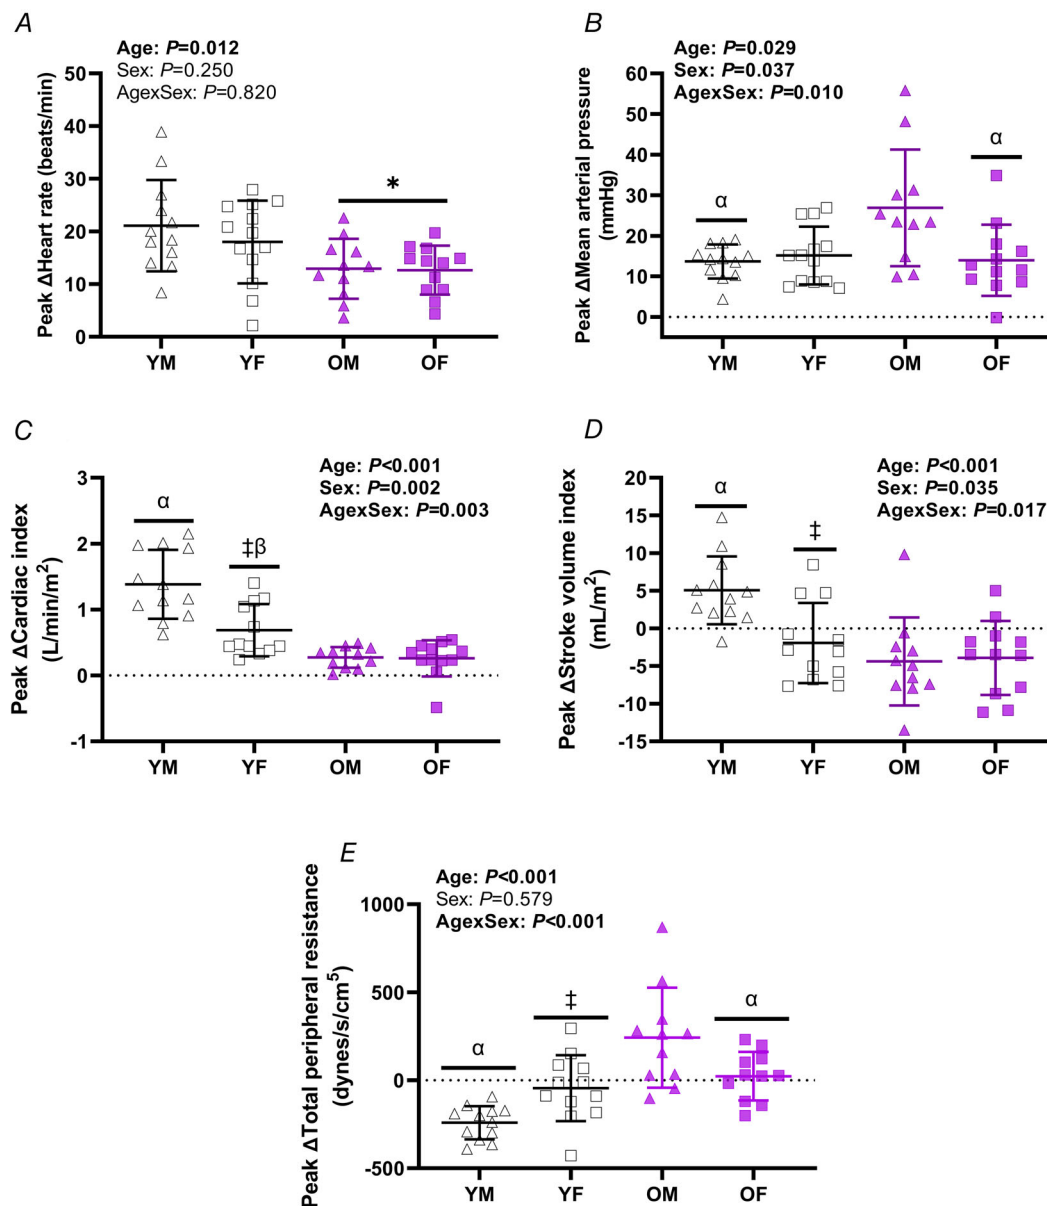 A
Age: P=0.012
Sex: P=0.250
AgexSex: P=0.820
Peak ΔHeart rate (beats/min)
50
40
30
20
10
0
*
YM YF OM OF
B
Age: P=0.029
Sex: P=0.037
AgexSex: P=0.010
Peak ΔMean arterial pressure
(mmHg)
60
50
40
30
20
10
0
α
α
YM YF OM OF
C
Age: P<0.001
Sex: P=0.002
AgexSex: P=0.003
Peak ΔCardiac index
(L/min/m²)
3
2
1
0
-1
α
‡β
YM YF OM OF
D
Age: P<0.001
Sex: P=0.035
AgexSex: P=0.017
Peak ΔStroke volume index
(mL/m²)
20
15
10
5
0
-5
-10
-15
α
‡
YM YF OM OF
E
Age: P<0.001
Sex: P=0.579
AgexSex: P<0.001
Peak ΔTotal peripheral resistance
(dynes/s/cm⁵)
1000
500
0
-500
α
‡
α
YM YF OM OF